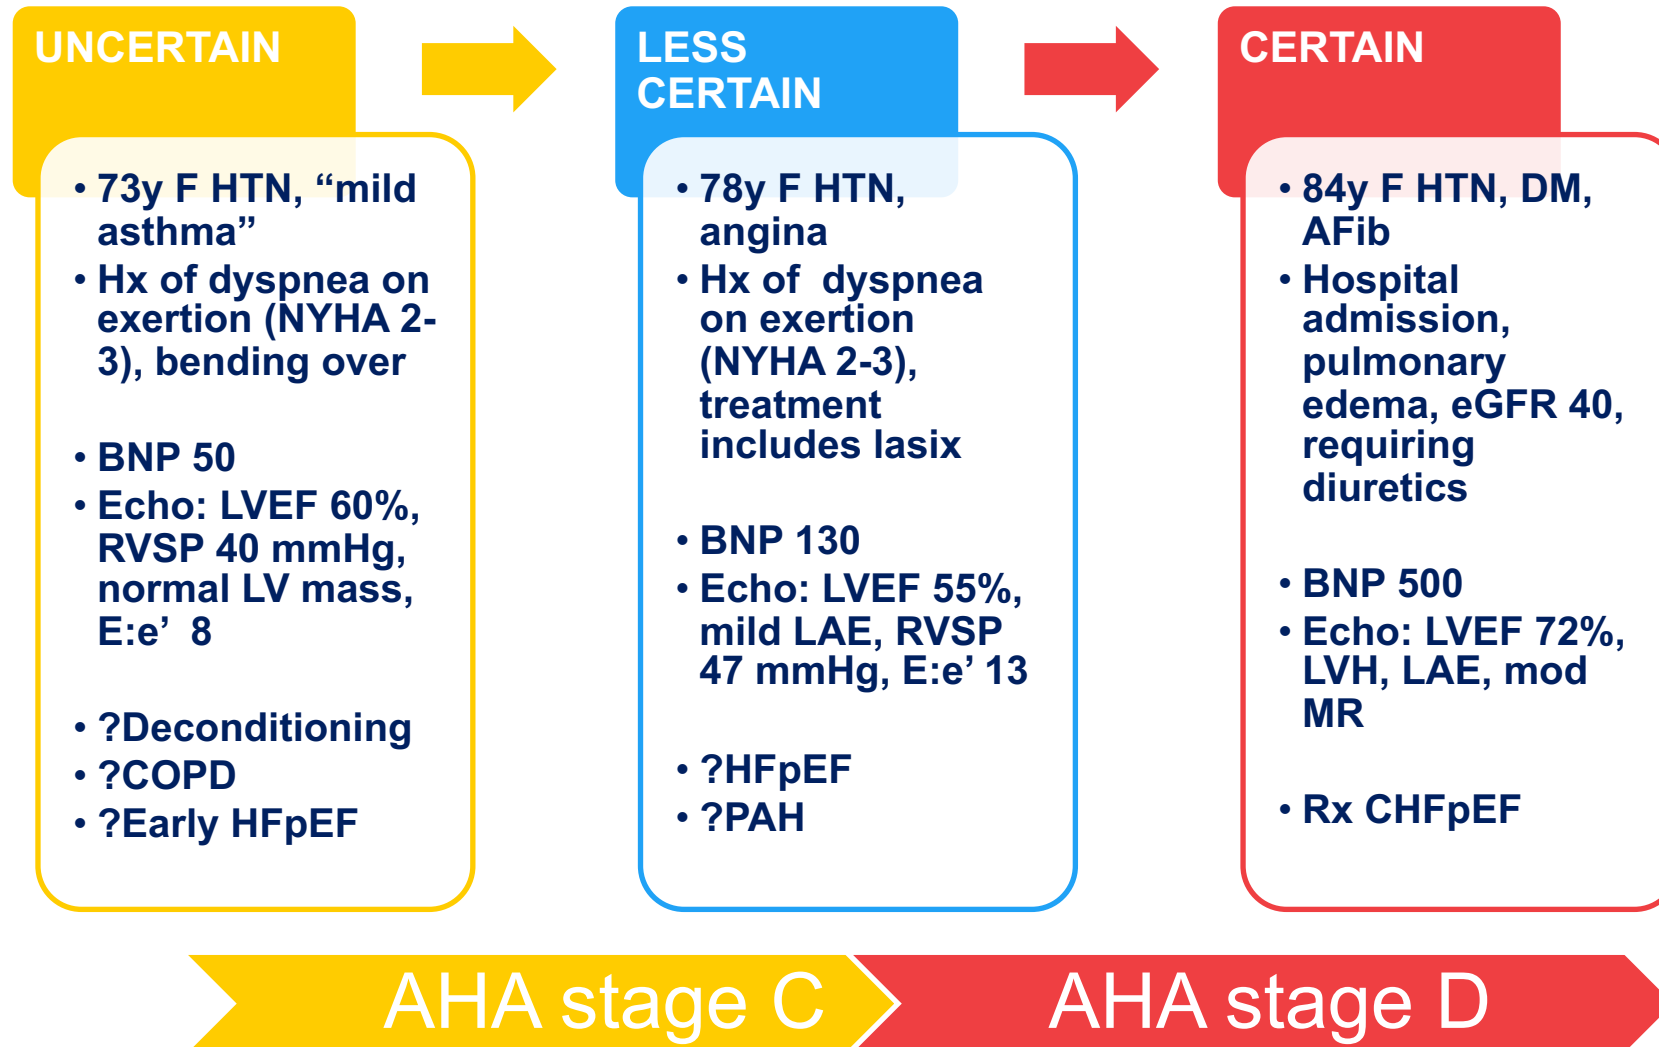 UNCERTAIN
• 73y F HTN, “mild
asthma”
• Hx of dyspnea on
exertion (NYHA 2-
3), bending over
• BNP 50
• Echo: LVEF 60%,
RVSP 40 mmHg,
normal LV mass,
E:e’ 8
• ?Deconditioning
• ?COPD
• ?Early HFpEF
LESS
CERTAIN
• 78y F HTN,
angina
• Hx of dyspnea
on exertion
(NYHA 2-3),
treatment
includes lasix
• BNP 130
• Echo: LVEF 55%,
mild LAE, RVSP
47 mmHg, E:e’ 13
• ?HFpEF
• ?PAH
CERTAIN
• 84y F HTN, DM,
AFib
• Hospital
admission,
pulmonary
edema, eGFR 40,
requiring
diuretics
• BNP 500
• Echo: LVEF 72%,
LVH, LAE, mod
MR
• Rx CHFpEF
AHA stage C
AHA stage D